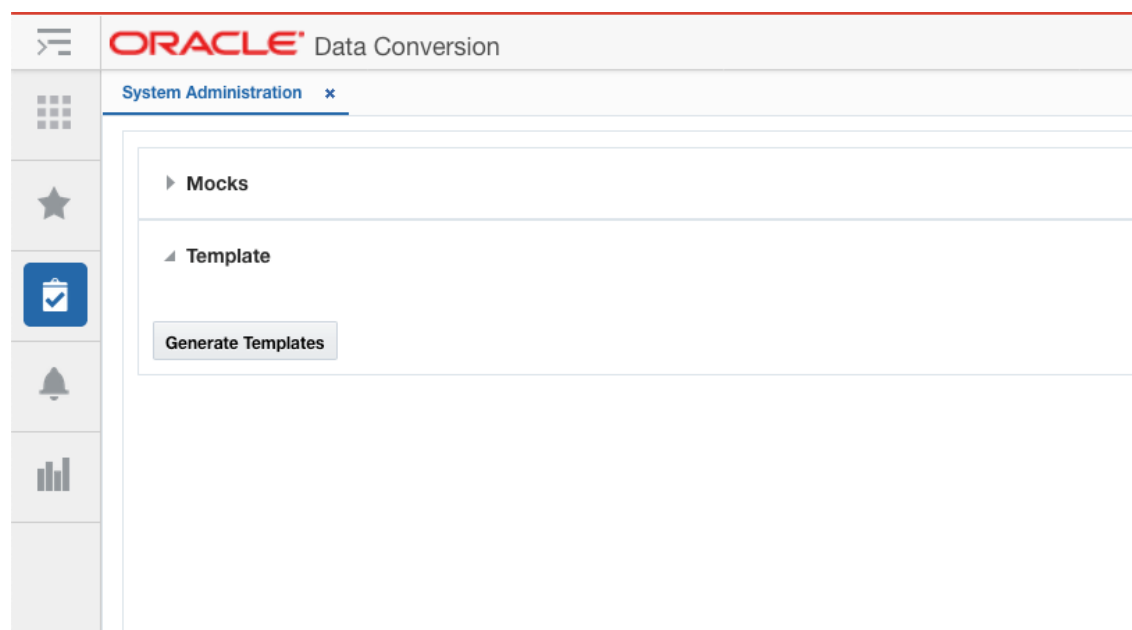 ORACLE Data Conversion
System Administration ×
Mocks
Template
Generate Templates